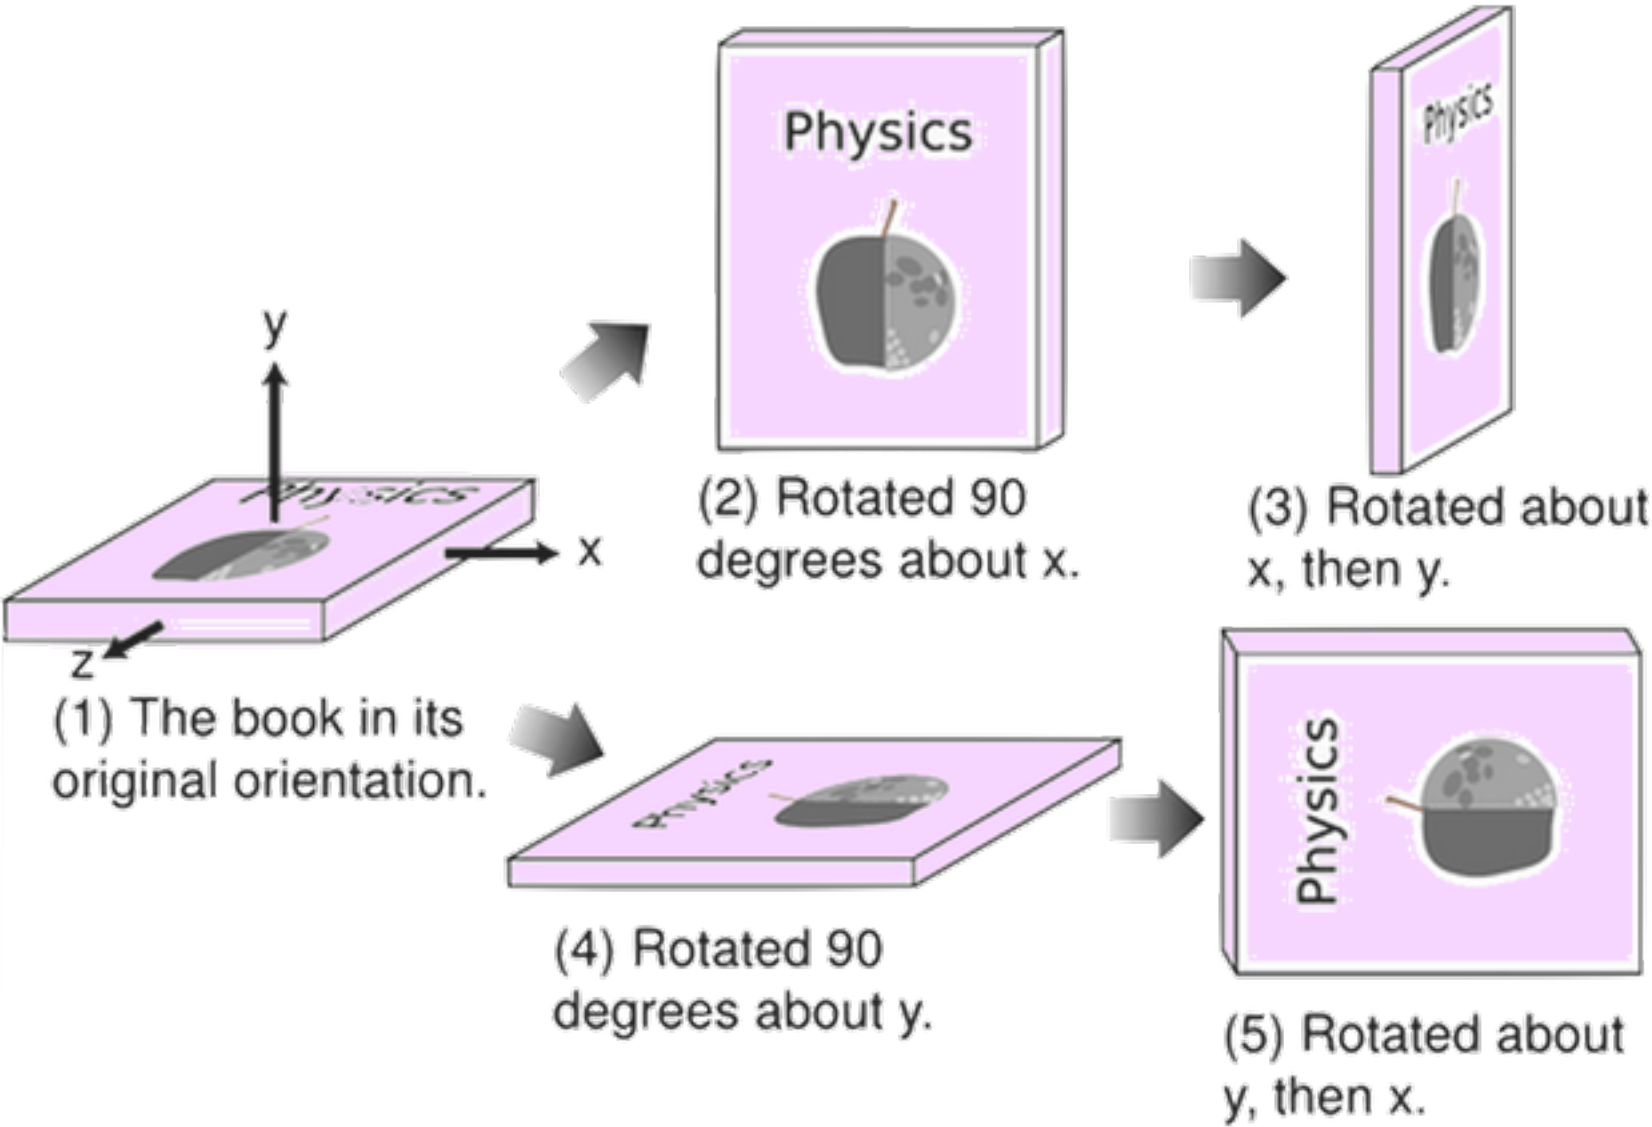 Physics
Physics
(2) Rotated 90
degrees about x.
(3) Rotated about
x, then y.
y
Physics
x
z
(1) The book in its
original orientation.
Physics
(4) Rotated 90
degrees about y.
Physics
(5) Rotated about
y, then x.